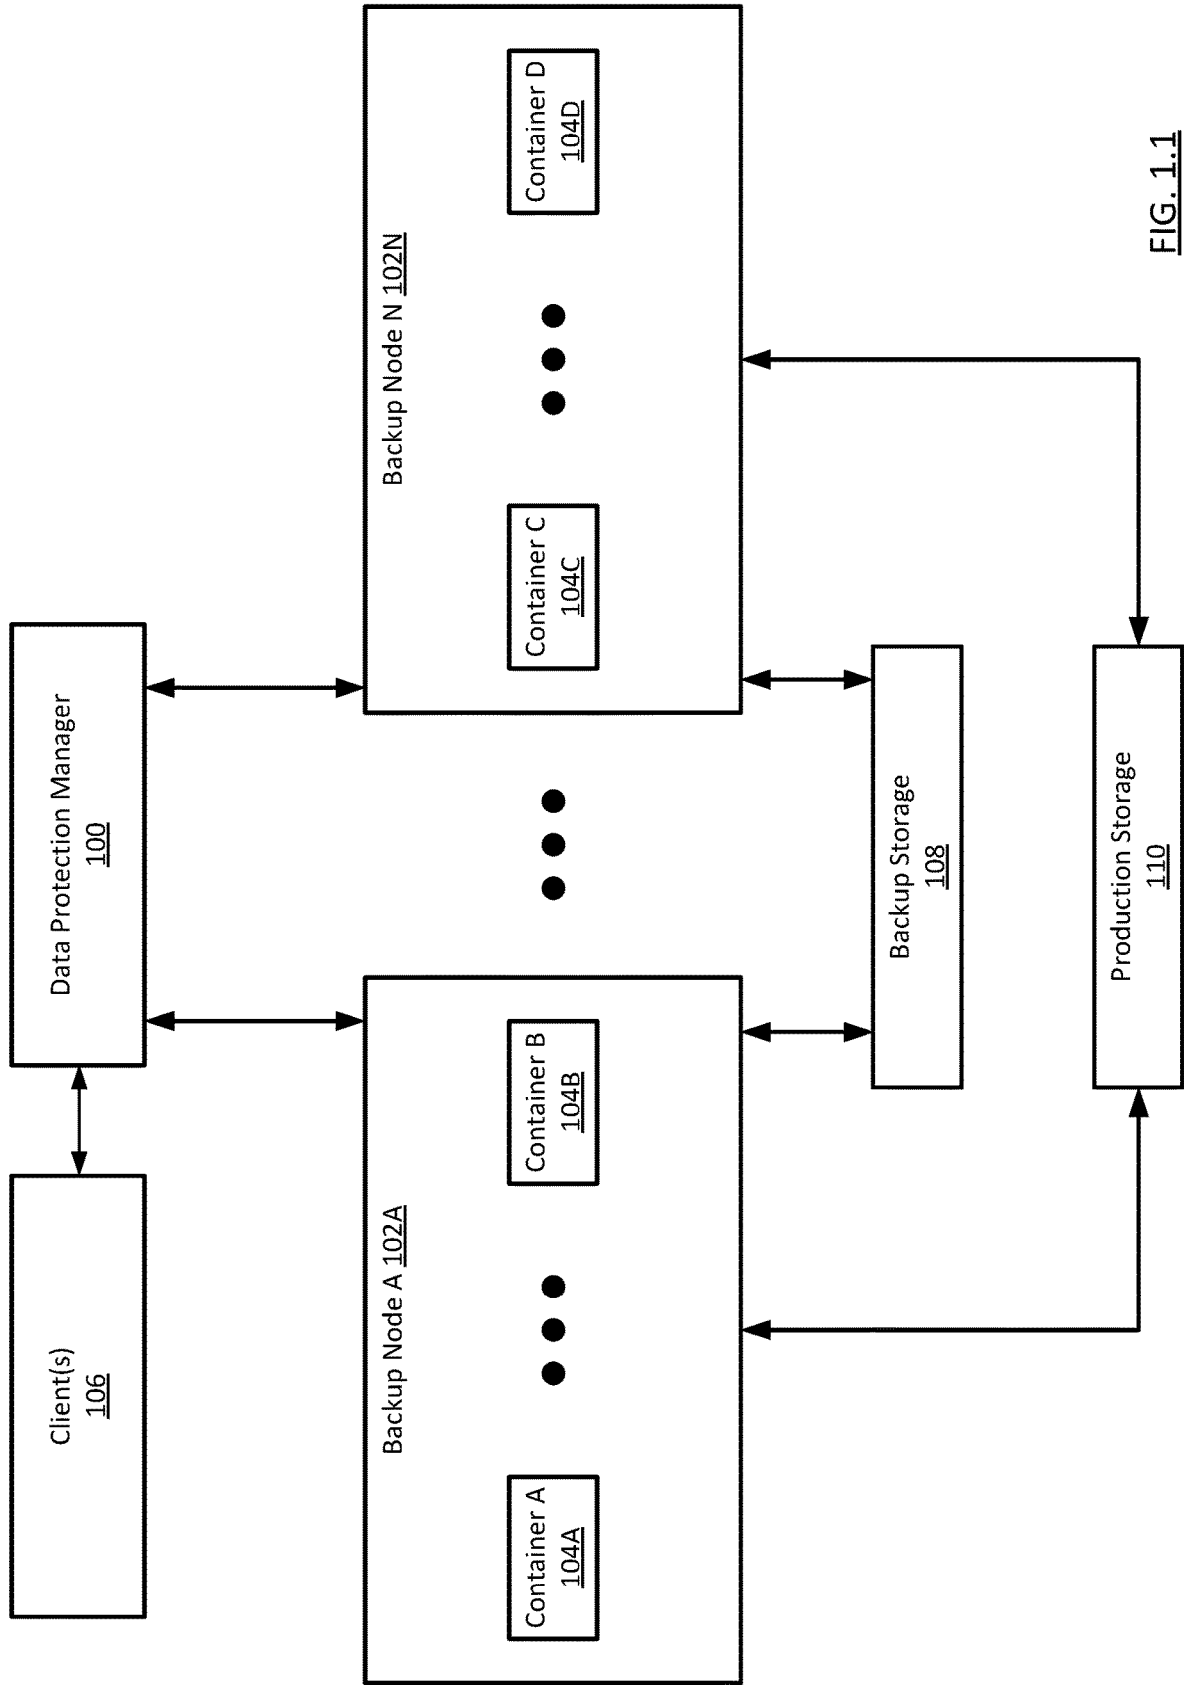 Client(s)
106
Data Protection Manager
100
Backup Node A 102A
Container A
104A
Container B
104B
Backup Node N 102N
Container C
104C
Container D
104D
Backup Storage
108
Production Storage
110
FIG. 1.1